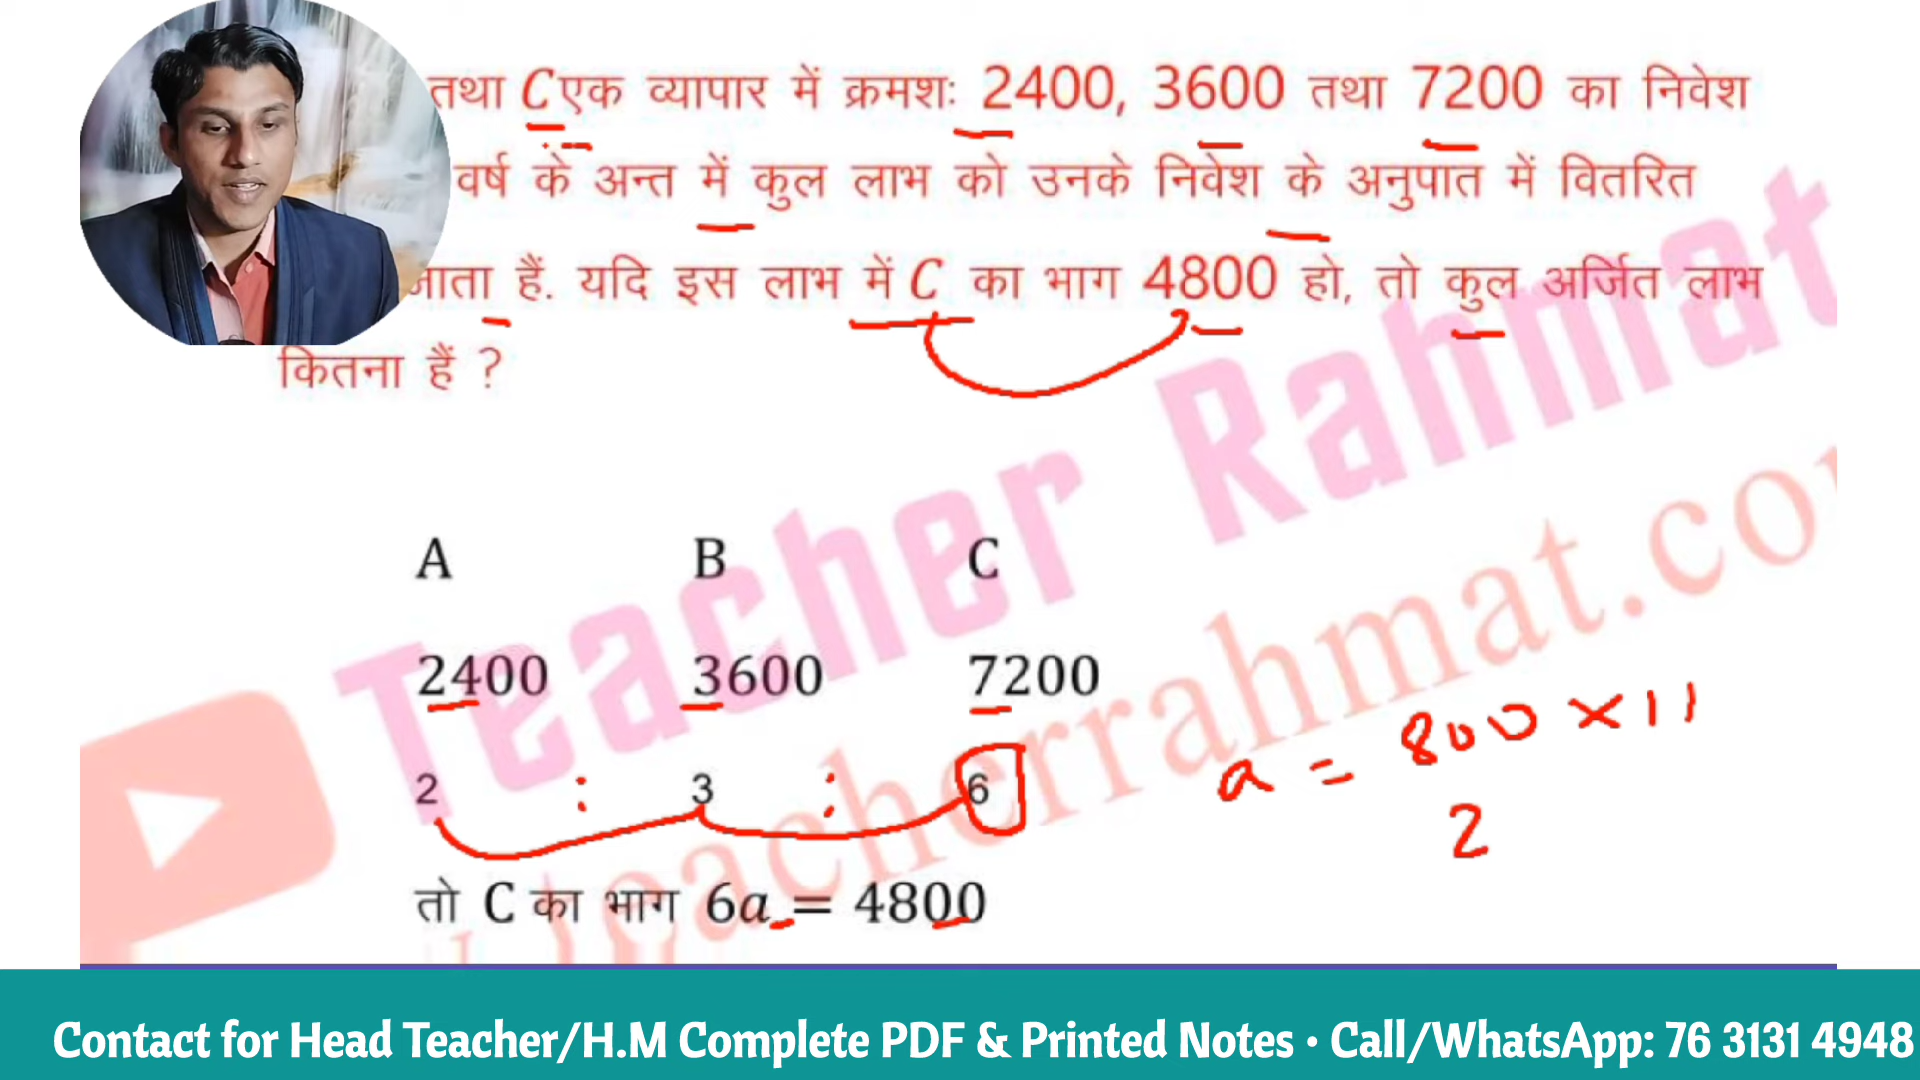 तथा C एक व्यापार में क्रमशः 2400, 3600 तथा 7200 का निवेश
वर्ष के अन्त में कुल लाभ को उनके निवेश के अनुपात में वितरित
जाता हैं. यदि इस लाभ में C का भाग 4800 हो, तो कुल अर्जित लाभ
कितना हैं ?
A B C
2400 3600 7200
2 : 3 : 6
a = 800 × 11
2
तो C का भाग 6a = 4800
Teacher Rahmat
teacherrahmat.co
Contact for Head Teacher/H.M Complete PDF & Printed Notes • Call/WhatsApp: 76 3131 4948